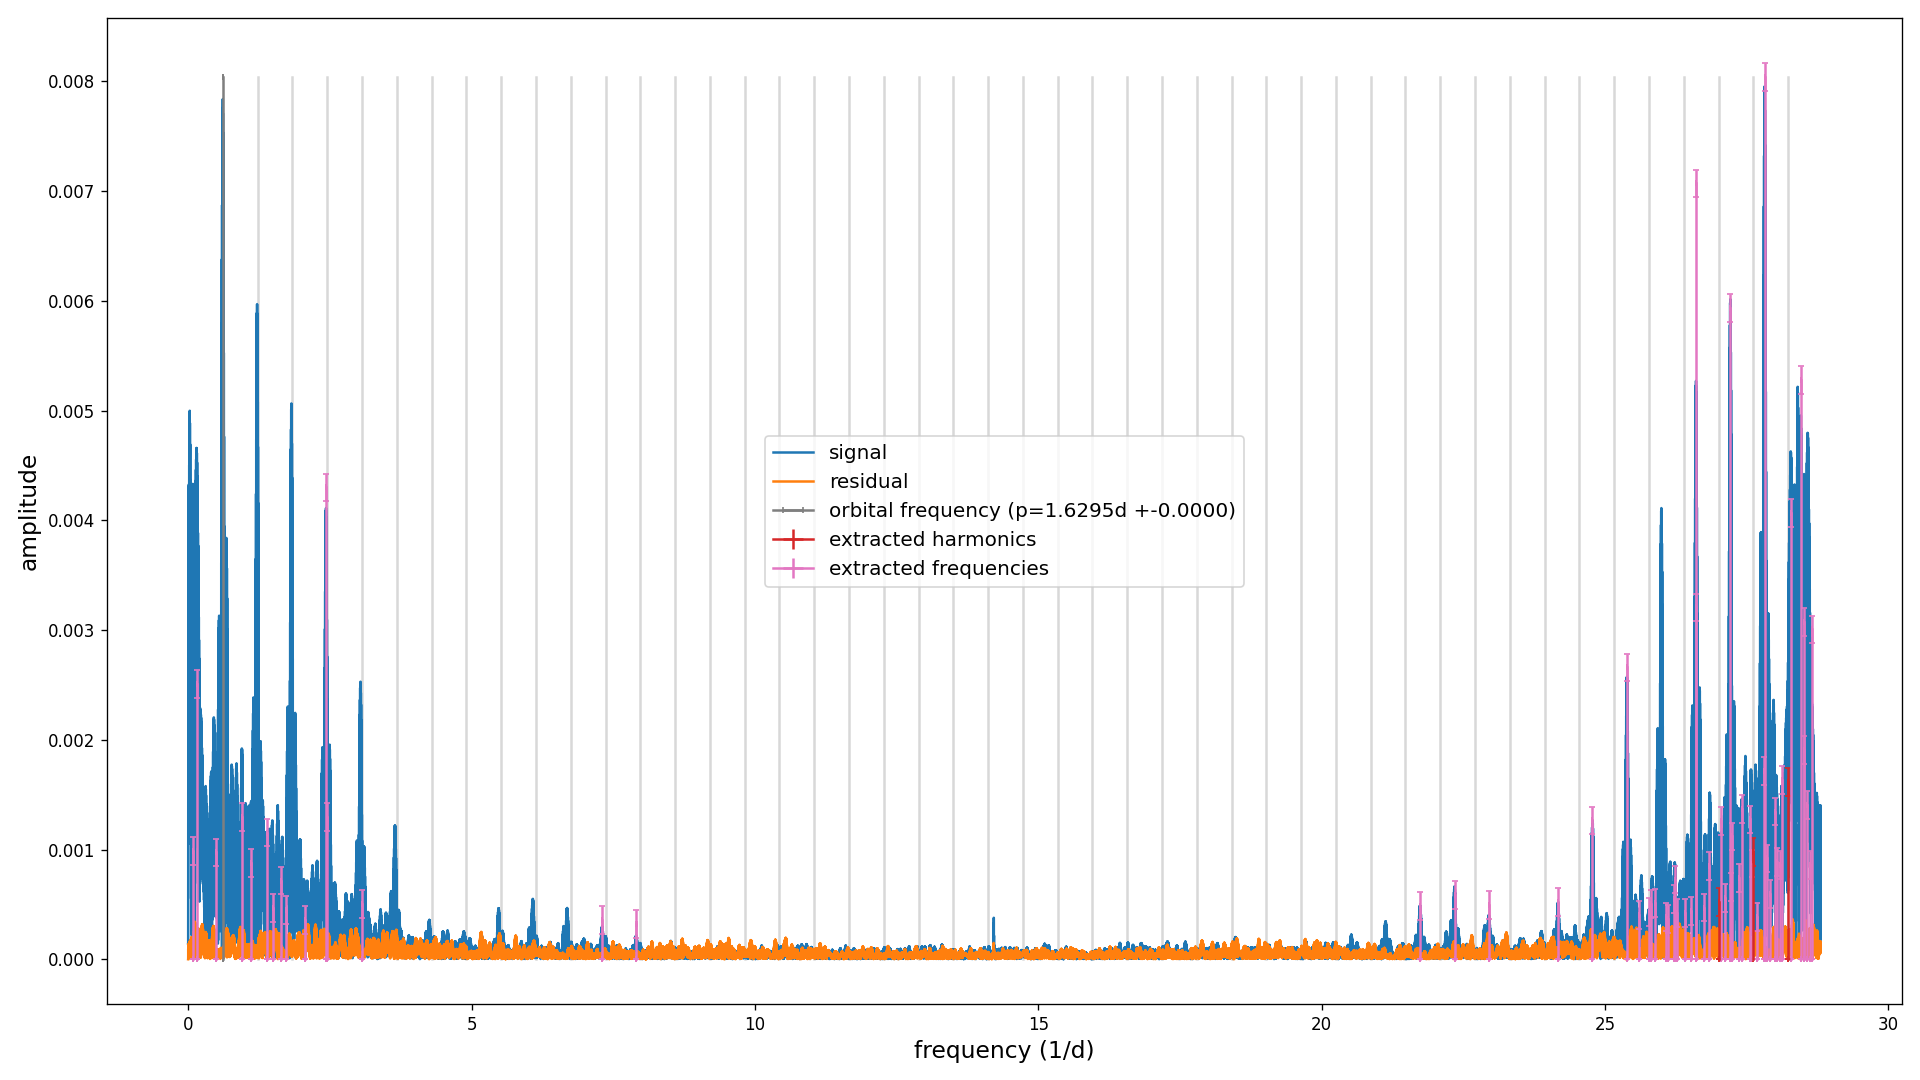 0.008
0.007
0.006
0.005
0.004
0.003
0.002
0.001
0.000
amplitude
signal
residual
orbital frequency (p=1.6295d +-0.0000)
extracted harmonics
extracted frequencies
0 5 10 15 20 25 30
frequency (1/d)